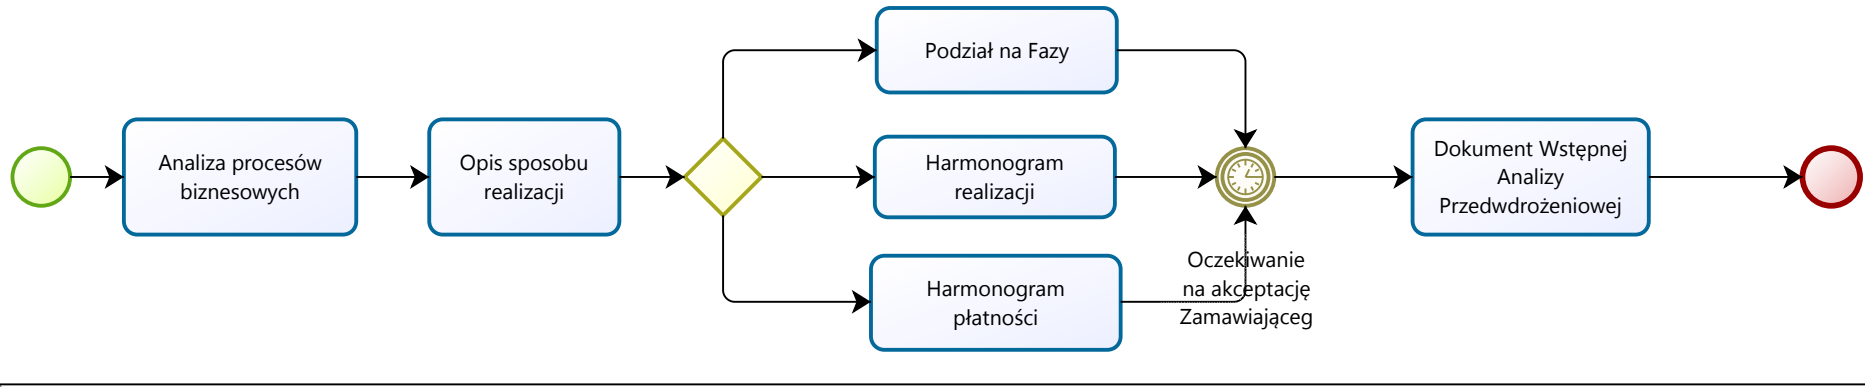 Analiza procesów
biznesowych
Opis sposobu
realizacji
Podział na Fazy
Harmonogram
realizacji
Harmonogram
płatności
Oczekiwanie
na akceptację
Zamawiająceg
Dokument Wstępnej
Analizy
Przedwdrożeniowej